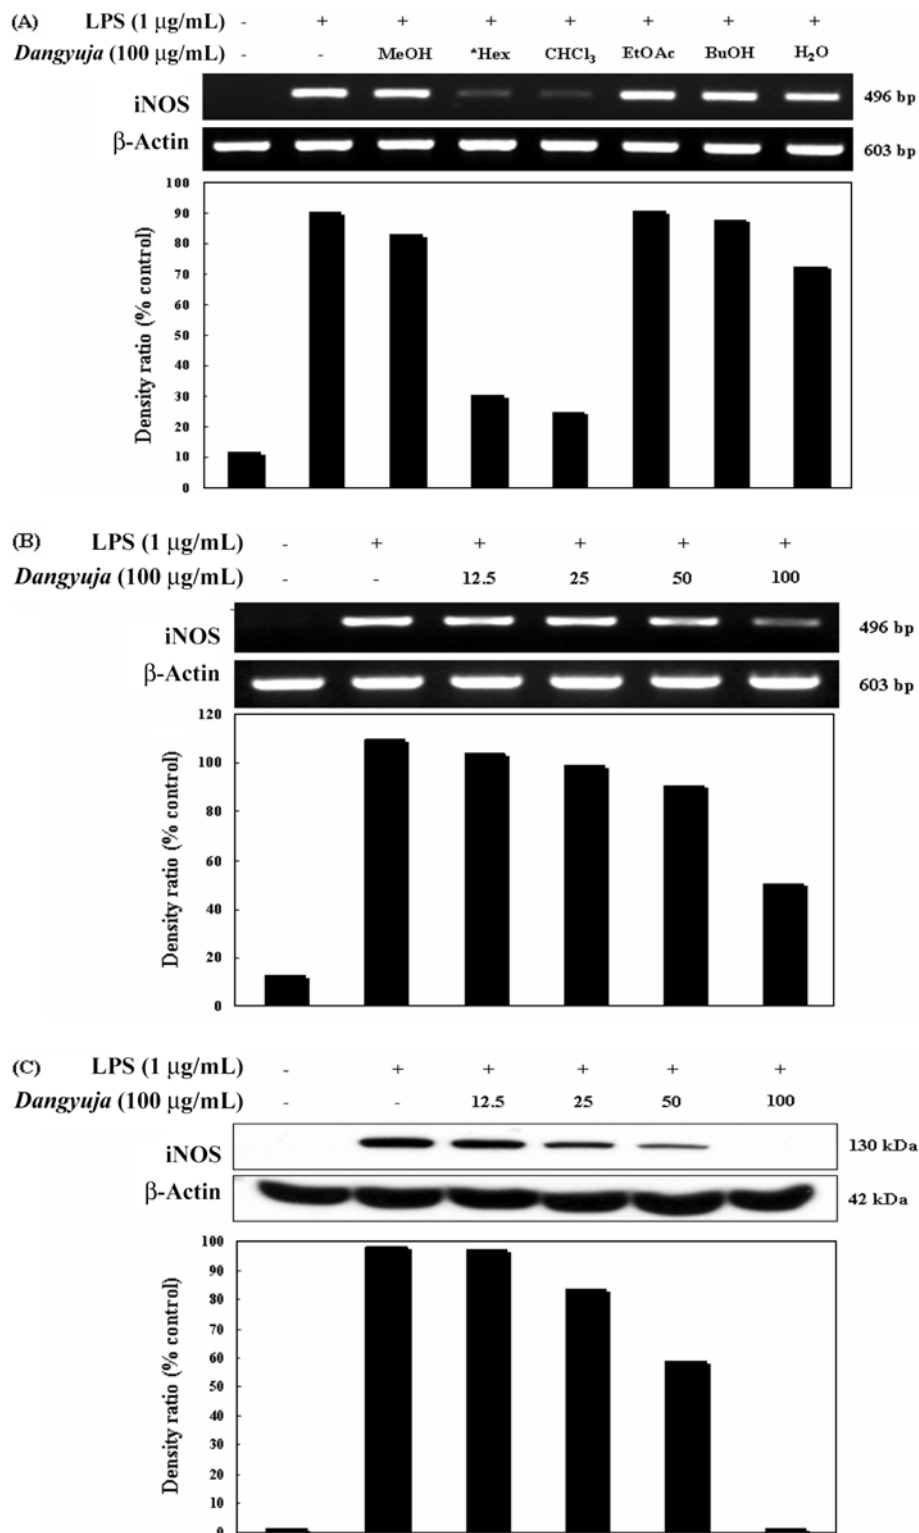 (A) LPS (1 μg/mL) - + + + + + + +
Dangyuja (100 μg/mL) - - MeOH *Hex CHCl₃ EtOAc BuOH H₂O
iNOS 496 bp
β-Actin 603 bp
Density ratio (% control)
100
90
80
70
60
50
40
30
20
10
0
(B) LPS (1 μg/mL) - + + + + +
Dangyuja (100 μg/mL) - - 12.5 25 50 100
iNOS 496 bp
β-Actin 603 bp
Density ratio (% control)
120
100
80
60
40
20
0
(C) LPS (1 μg/mL) - + + + + +
Dangyuja (100 μg/mL) - - 12.5 25 50 100
iNOS 130 kDa
β-Actin 42 kDa
Density ratio (% control)
100
90
80
70
60
50
40
30
20
10
0